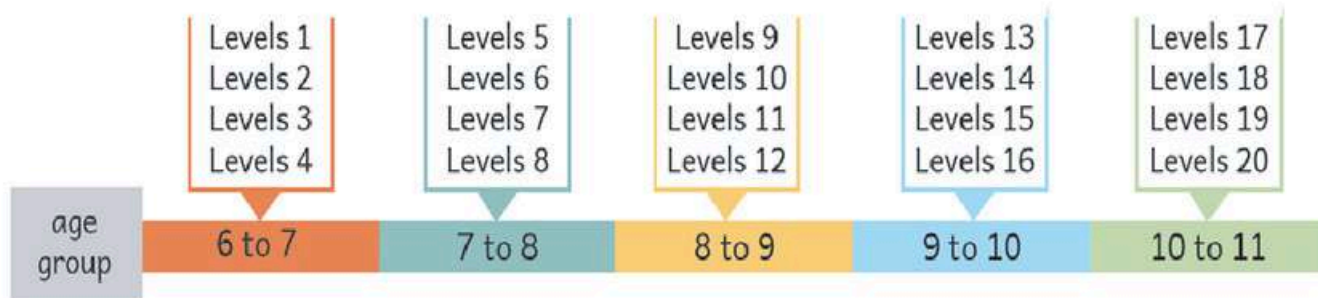 Levels 1
Levels 2
Levels 3
Levels 4
Levels 5
Levels 6
Levels 7
Levels 8
Levels 9
Levels 10
Levels 11
Levels 12
Levels 13
Levels 14
Levels 15
Levels 16
Levels 17
Levels 18
Levels 19
Levels 20
age
group
6 to 7
7 to 8
8 to 9
9 to 10
10 to 11